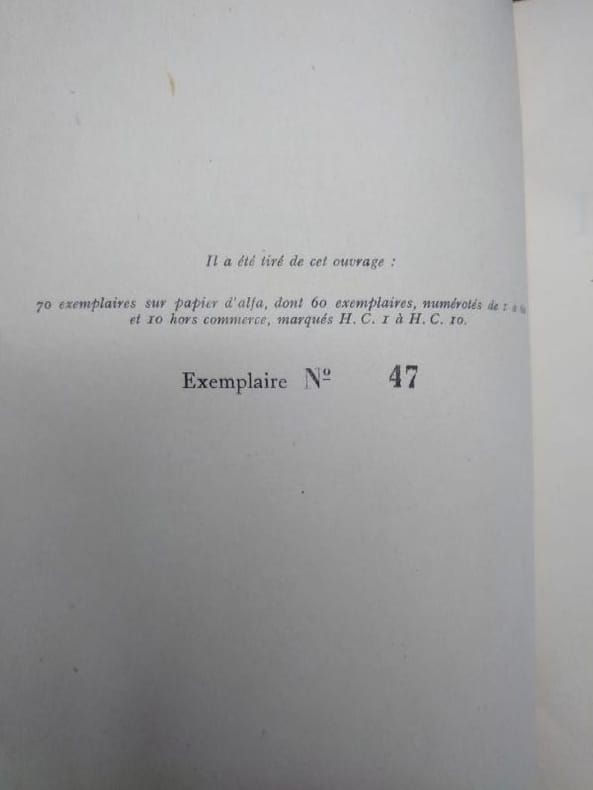 Il a été tiré de cet ouvrage :
70 exemplaires sur papier d'alfa, dont 60 exemplaires, numérotés de 1 à
et 10 hors commerce, marqués H. C. 1 à H. C. 10.
Exemplaire Nº 47